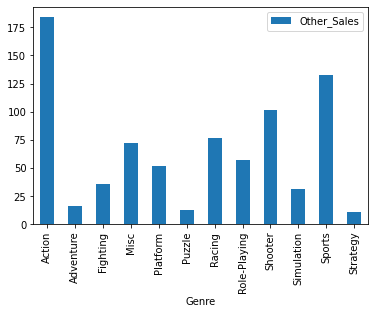 Other_Sales
175
150
125
100
75
50
25
0
Action
Adventure
Fighting
Misc
Platform
Puzzle
Racing
Role-Playing
Shooter
Simulation
Sports
Strategy
Genre